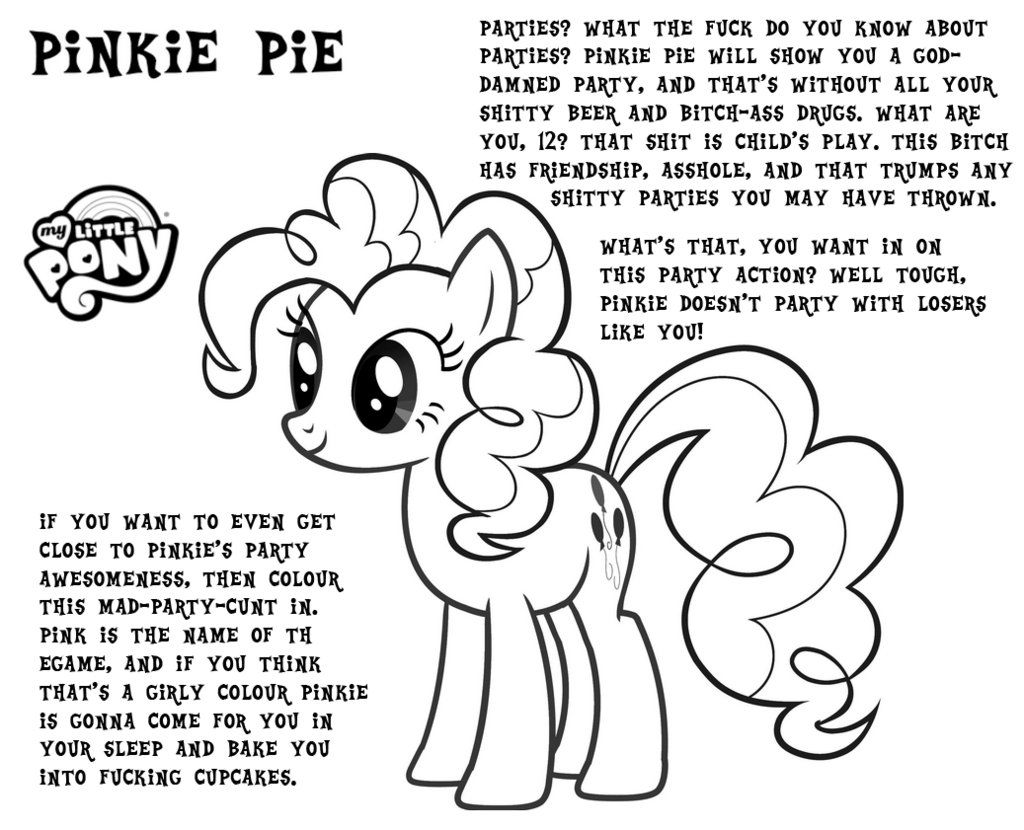 PINKIE PIE
PARTIES? WHAT THE FUCK DO YOU KNOW ABOUT
PARTIES? PINKIE PIE WILL SHOW YOU A GOD-
DAMNED PARTY, AND THAT'S WITHOUT ALL YOUR
SHITTY BEER AND BITCH-ASS DRUGS. WHAT ARE
YOU, 12? THAT SHIT IS CHILD'S PLAY. THIS BITCH
HAS FRIENDSHIP, ASSHOLE, AND THAT TRUMPS ANY
SHITTY PARTIES YOU MAY HAVE THROWN.
my LITTLE
PONY
®
WHAT'S THAT, YOU WANT IN ON
THIS PARTY ACTION? WELL TOUGH,
PINKIE DOESN'T PARTY WITH LOSERS
LIKE YOU!
IF YOU WANT TO EVEN GET
CLOSE TO PINKIE'S PARTY
AWESOMENESS, THEN COLOUR
THIS MAD-PARTY-CUNT IN.
PINK IS THE NAME OF TH
EGAME, AND IF YOU THINK
THAT'S A GIRLY COLOUR PINKIE
IS GONNA COME FOR YOU IN
YOUR SLEEP AND BAKE YOU
INTO FUCKING CUPCAKES.